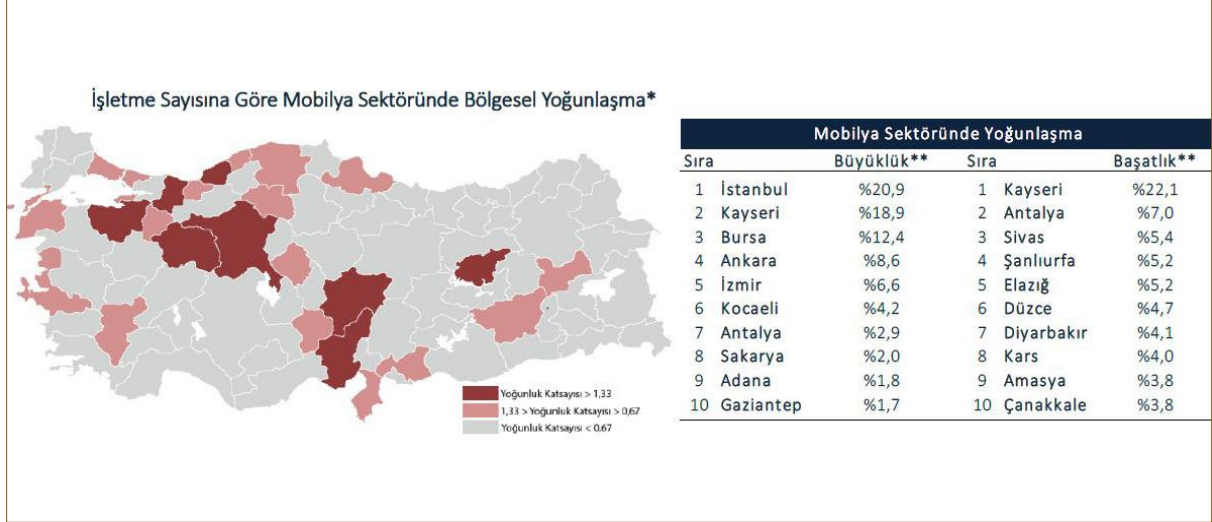 İşletme Sayısına Göre Mobilya Sektöründe Bölgesel Yoğunlaşma*
Yoğunluk Katsayısı > 1,33
1,33 > Yoğunluk Katsayısı > 0,67
Yoğunluk Katsayısı < 0,67
Mobilya Sektöründe Yoğunlaşma
Sıra Büyüklük** Sıra Başatlık**
1 İstanbul %20,9 1 Kayseri %22,1
2 Kayseri %18,9 2 Antalya %7,0
3 Bursa %12,4 3 Sivas %5,4
4 Ankara %8,6 4 Şanlıurfa %5,2
5 İzmir %6,6 5 Elazığ %5,2
6 Kocaeli %4,2 6 Düzce %4,7
7 Antalya %2,9 7 Diyarbakır %4,1
8 Sakarya %2,0 8 Kars %4,0
9 Adana %1,8 9 Amasya %3,8
10 Gaziantep %1,7 10 Çanakkale %3,8